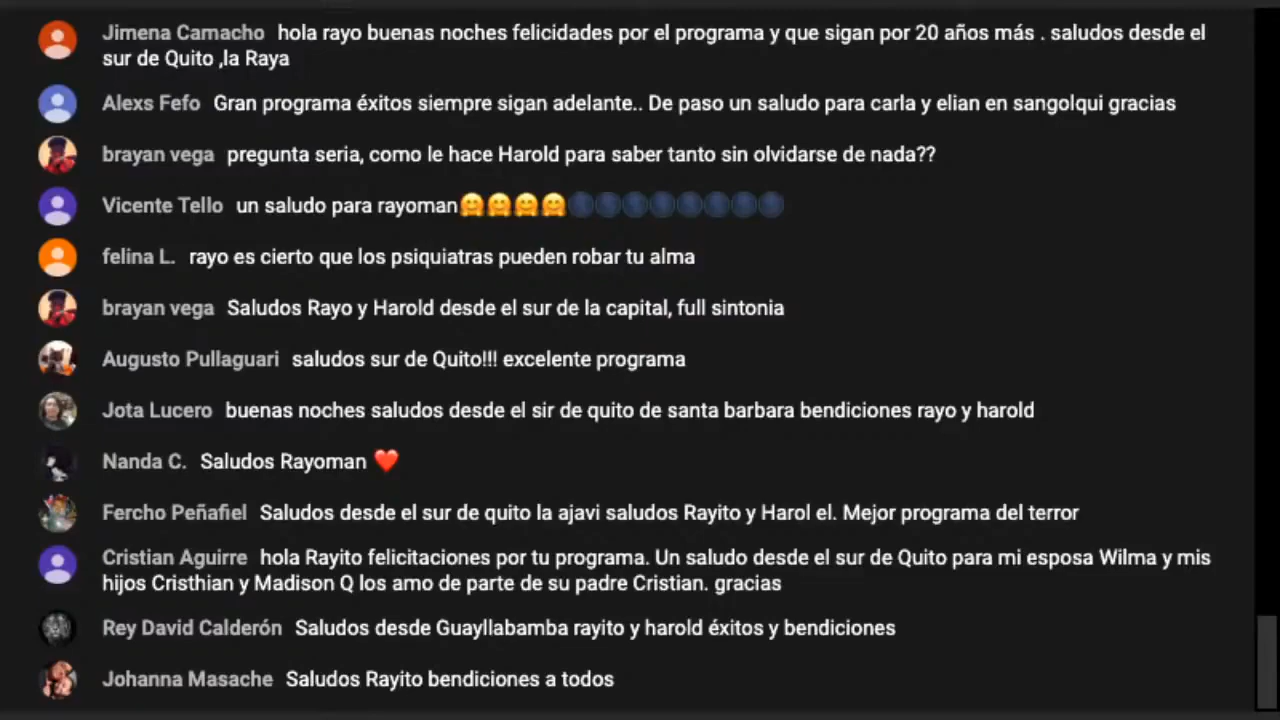 Jimena Camacho hola rayo buenas noches felicidades por el programa y que sigan por 20 años más . saludos desde el
sur de Quito ,la Raya
Alexs Fefo Gran programa éxitos siempre sigan adelante.. De paso un saludo para carla y elian en sangolqui gracias
brayan vega pregunta seria, como le hace Harold para saber tanto sin olvidarse de nada??
Vicente Tello un saludo para rayoman🤗🤗🤗🤗🌑🌑🌑🌑🌑🌑🌑🌑
felina L. rayo es cierto que los psiquiatras pueden robar tu alma
brayan vega Saludos Rayo y Harold desde el sur de la capital, full sintonia
Augusto Pullaguari saludos sur de Quito!!! excelente programa
Jota Lucero buenas noches saludos desde el sir de quito de santa barbara bendiciones rayo y harold
Nanda C. Saludos Rayoman ❤️
Fercho Peñafiel Saludos desde el sur de quito la ajavi saludos Rayito y Harol el. Mejor programa del terror
Cristian Aguirre hola Rayito felicitaciones por tu programa. Un saludo desde el sur de Quito para mi esposa Wilma y mis
hijos Cristhian y Madison Q los amo de parte de su padre Cristian. gracias
Rey David Calderón Saludos desde Guayllabamba rayito y harold éxitos y bendiciones
Johanna Masache Saludos Rayito bendiciones a todos